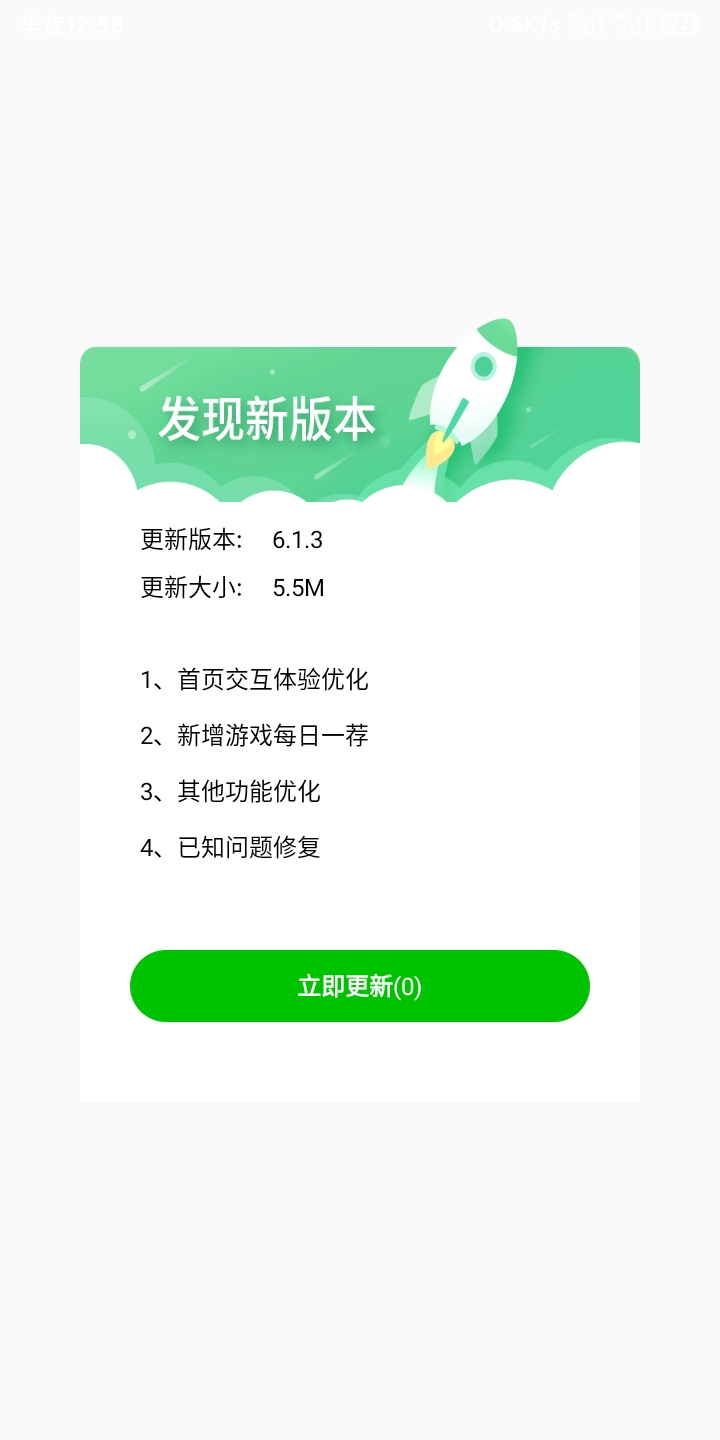 半夜12:58 0.6K/s
发现新版本
更新版本: 6.1.3
更新大小: 5.5M
1、首页交互体验优化
2、新增游戏每日一荐
3、其他功能优化
4、已知问题修复
立即更新(0)